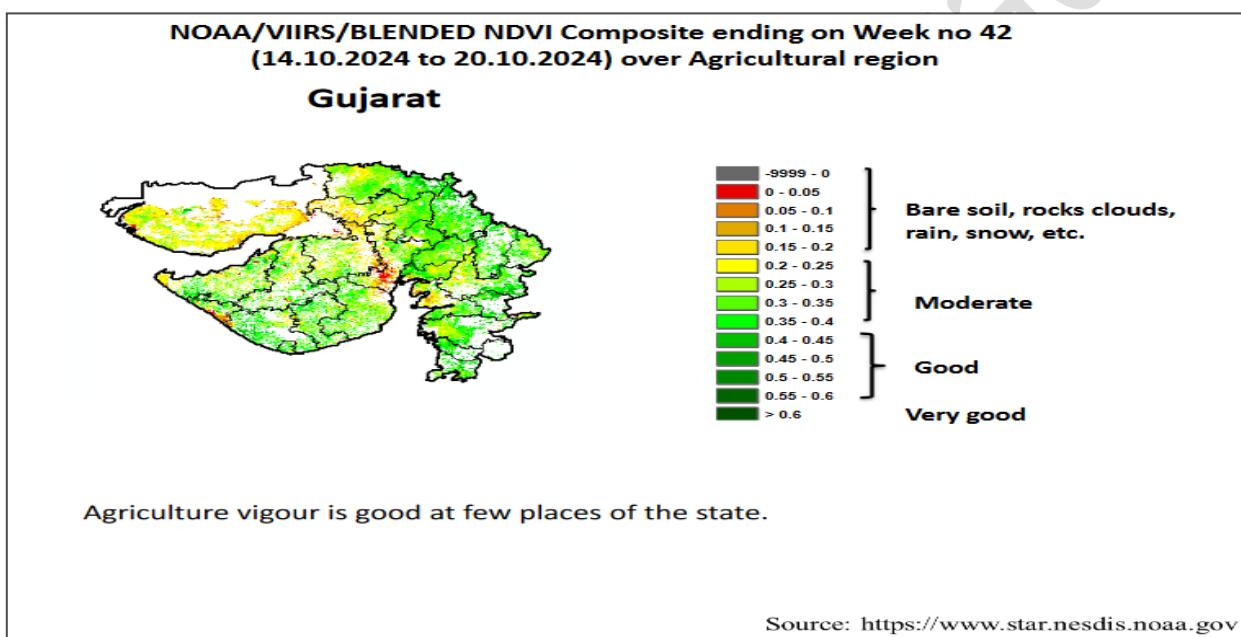 NOAA/VIIRS/BLENDED NDVI Composite ending on Week no 42
(14.10.2024 to 20.10.2024) over Agricultural region
Gujarat
-9999 - 0
0 - 0.05
0.05 - 0.1
0.1 - 0.15
0.15 - 0.2
0.2 - 0.25
0.25 - 0.3
0.3 - 0.35
0.35 - 0.4
0.4 - 0.45
0.45 - 0.5
0.5 - 0.55
0.55 - 0.6
> 0.6
Bare soil, rocks clouds,
rain, snow, etc.
Moderate
Good
Very good
Agriculture vigour is good at few places of the state.
Source: https://www.star.nesdis.noaa.gov